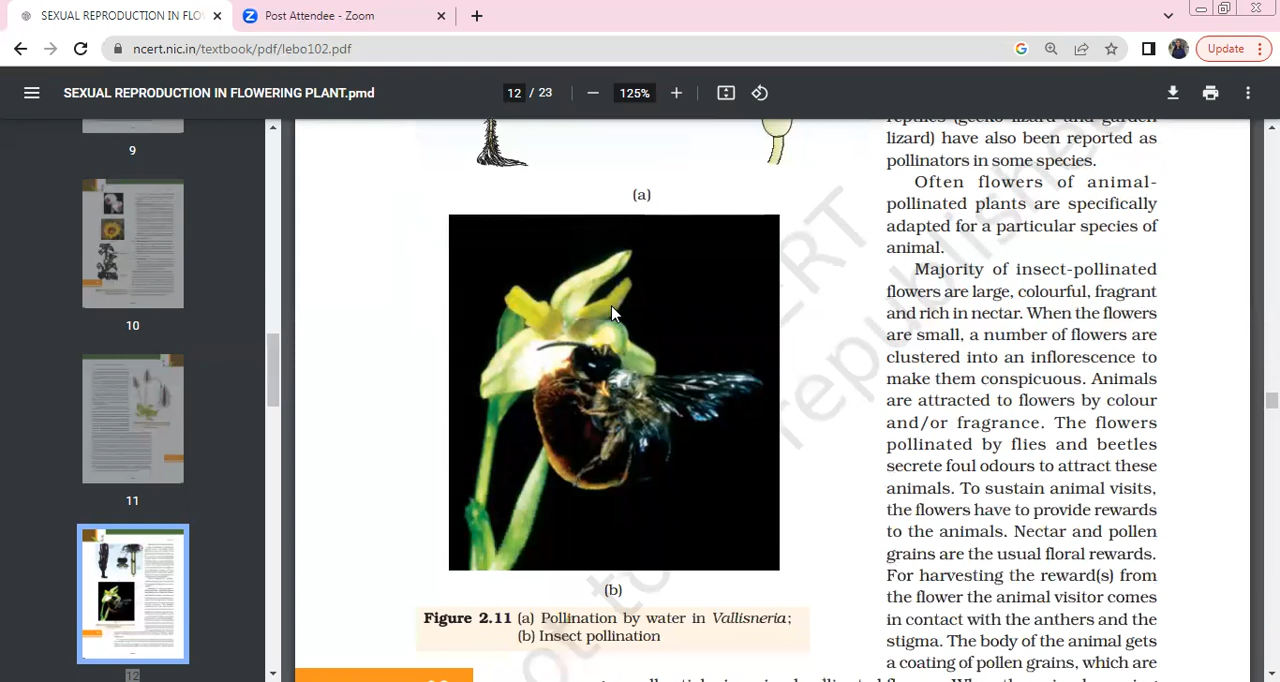 SEXUAL REPRODUCTION IN FLO
Post Attendee - Zoom
ncert.nic.in/textbook/pdf/lebo102.pdf
Update
SEXUAL REPRODUCTION IN FLOWERING PLANT.pmd
12 / 23
125%
9
10
11
12
(a)
(b)
Figure 2.11 (a) Pollination by water in Vallisneria;
(b) Insect pollination
reptiles (gecko lizard and garden
lizard) have also been reported as
pollinators in some species.
Often flowers of animal-
pollinated plants are specifically
adapted for a particular species of
animal.
Majority of insect-pollinated
flowers are large, colourful, fragrant
and rich in nectar. When the flowers
are small, a number of flowers are
clustered into an inflorescence to
make them conspicuous. Animals
are attracted to flowers by colour
and/or fragrance. The flowers
pollinated by flies and beetles
secrete foul odours to attract these
animals. To sustain animal visits,
the flowers have to provide rewards
to the animals. Nectar and pollen
grains are the usual floral rewards.
For harvesting the reward(s) from
the flower the animal visitor comes
in contact with the anthers and the
stigma. The body of the animal gets
a coating of pollen grains, which are